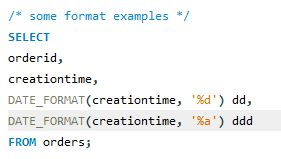 /* some format examples */
SELECT
orderid,
creationtime,
DATE_FORMAT(creationtime, '%d') dd,
DATE_FORMAT(creationtime, '%a') ddd
FROM orders;